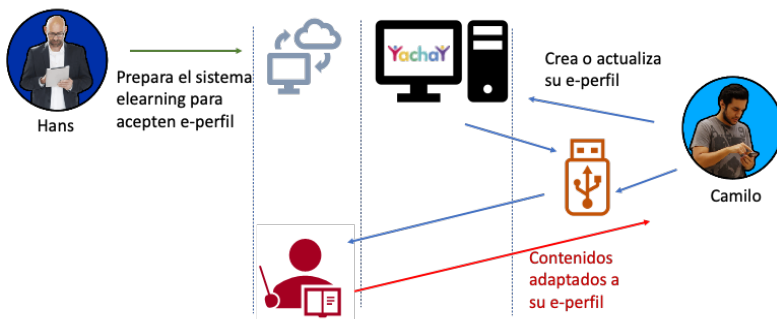 Hans
Prepara el sistema
elearning para
acepten e-perfil
YachaY
Crea o actualiza
su e-perfil
Camilo
Contenidos
adaptados a
su e-perfil